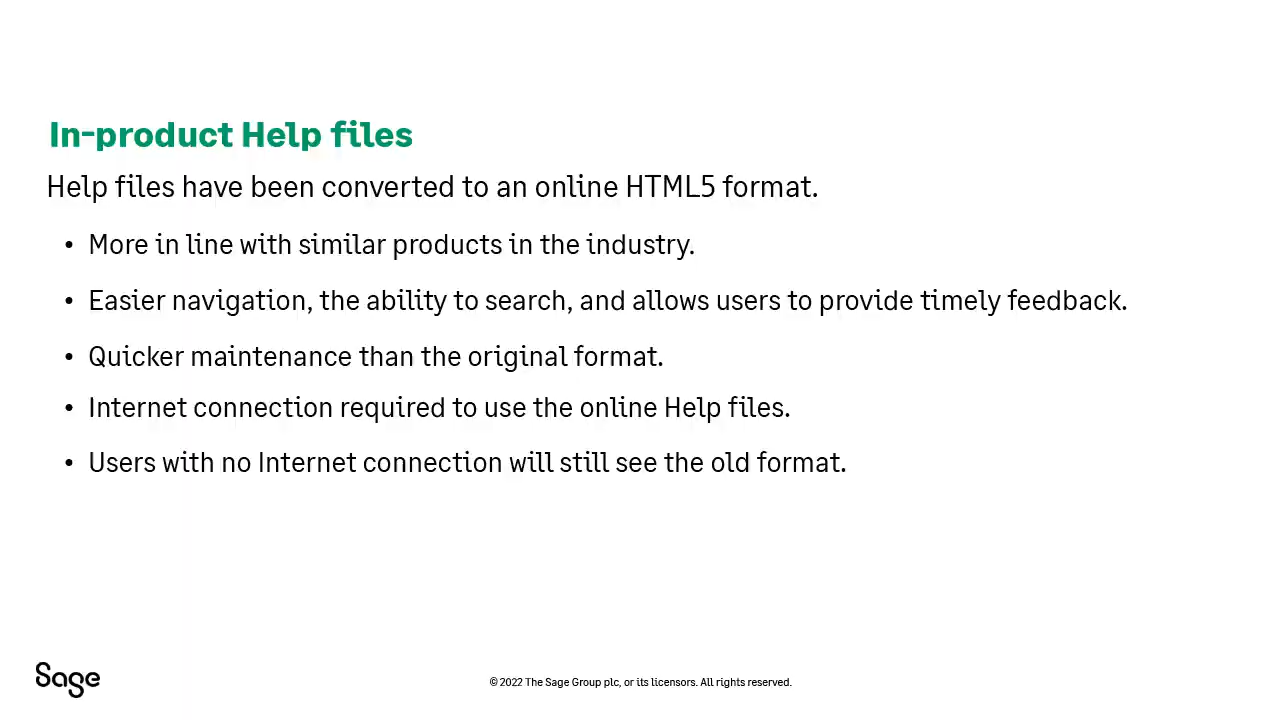 In-product Help files
Help files have been converted to an online HTML5 format.
• More in line with similar products in the industry.
• Easier navigation, the ability to search, and allows users to provide timely feedback.
• Quicker maintenance than the original format.
• Internet connection required to use the online Help files.
• Users with no Internet connection will still see the old format.
Sage
© 2022 The Sage Group plc, or its licensors. All rights reserved.